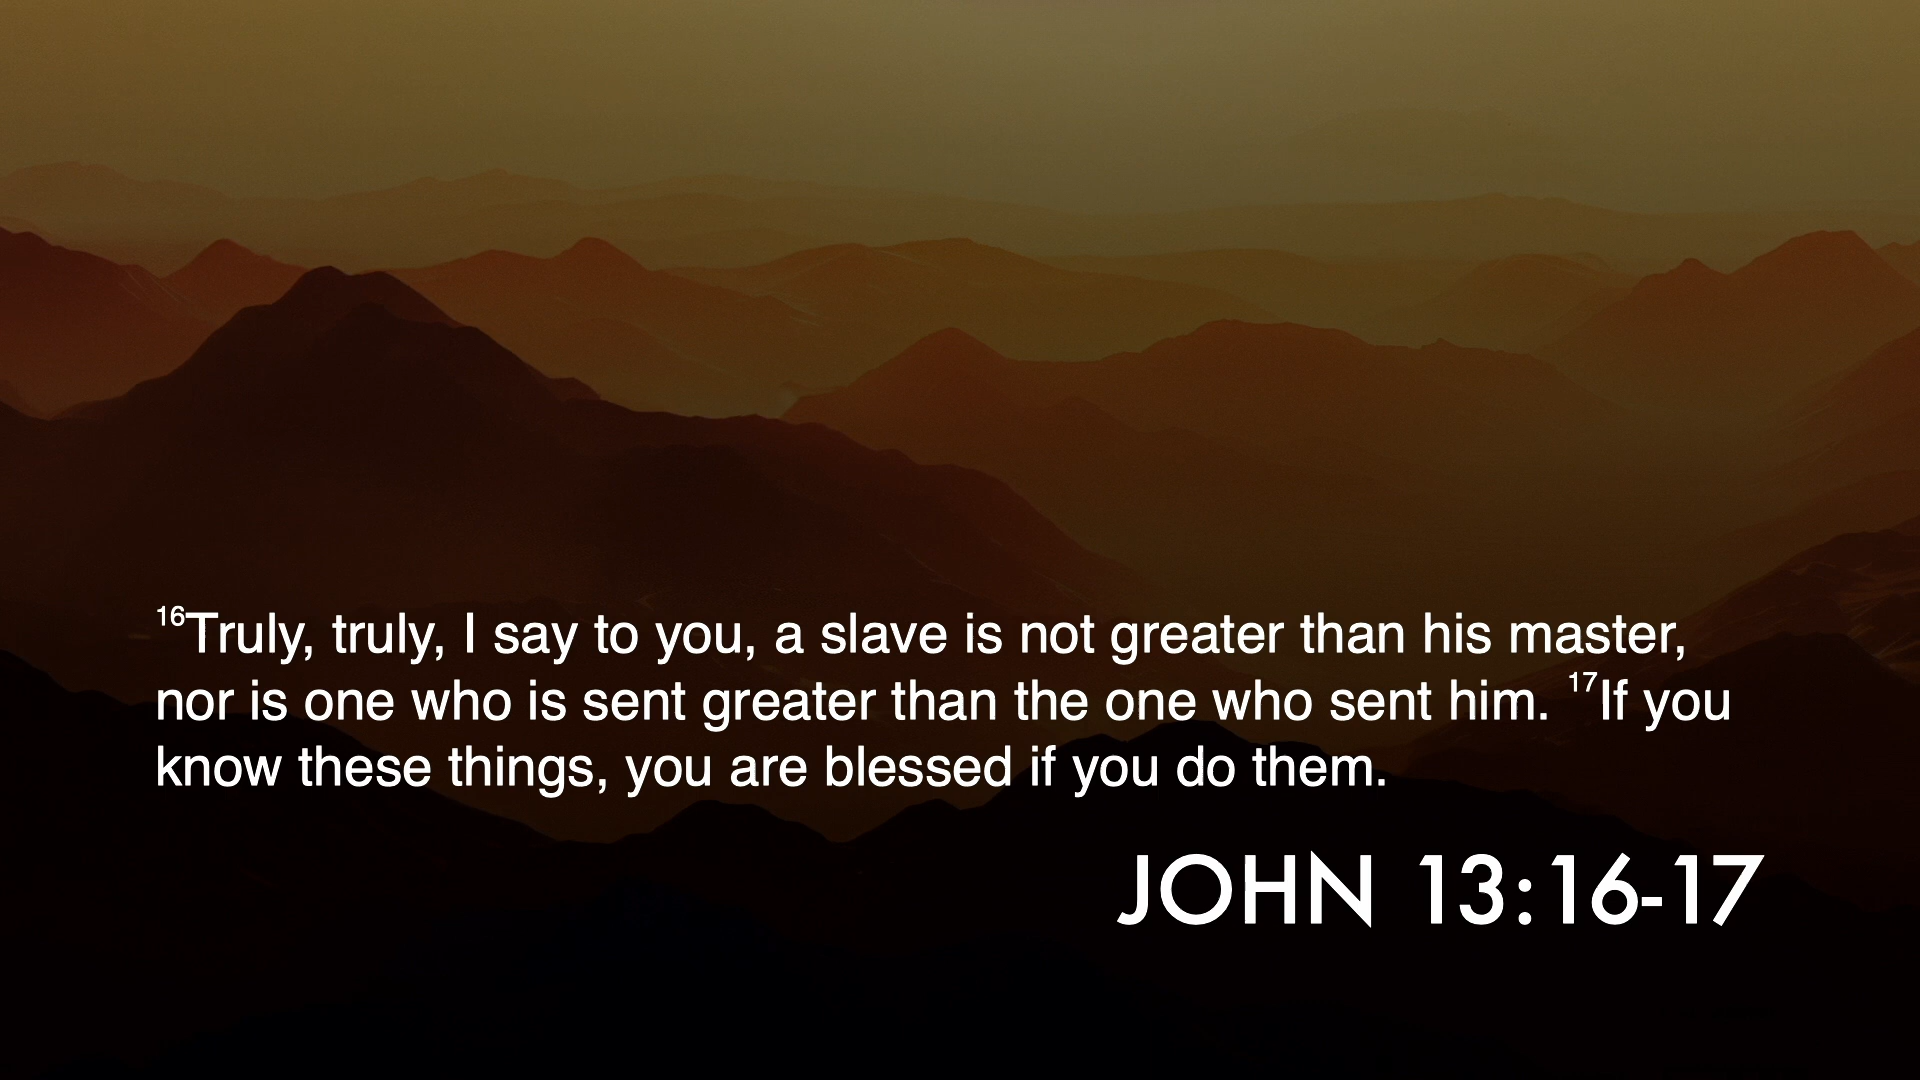 16Truly, truly, I say to you, a slave is not greater than his master,
nor is one who is sent greater than the one who sent him. 17If you
know these things, you are blessed if you do them.
JOHN 13:16-17